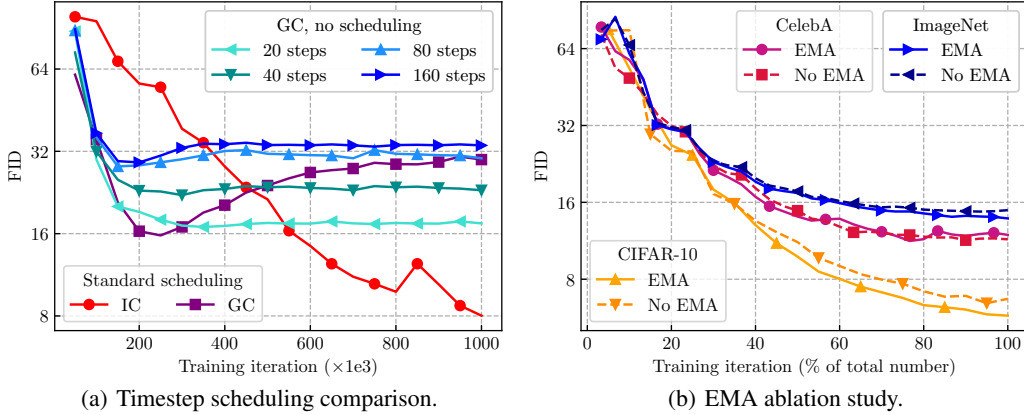 GC, no scheduling
20 steps
80 steps
40 steps
160 steps
Standard scheduling
IC
GC
FID
64
32
16
8
200
400
600
800
1000
Training iteration (×1e3)
(a) Timestep scheduling comparison.
CelebA
EMA
No EMA
ImageNet
EMA
No EMA
CIFAR-10
EMA
No EMA
FID
64
32
16
8
0
20
40
60
80
100
Training iteration (% of total number)
(b) EMA ablation study.